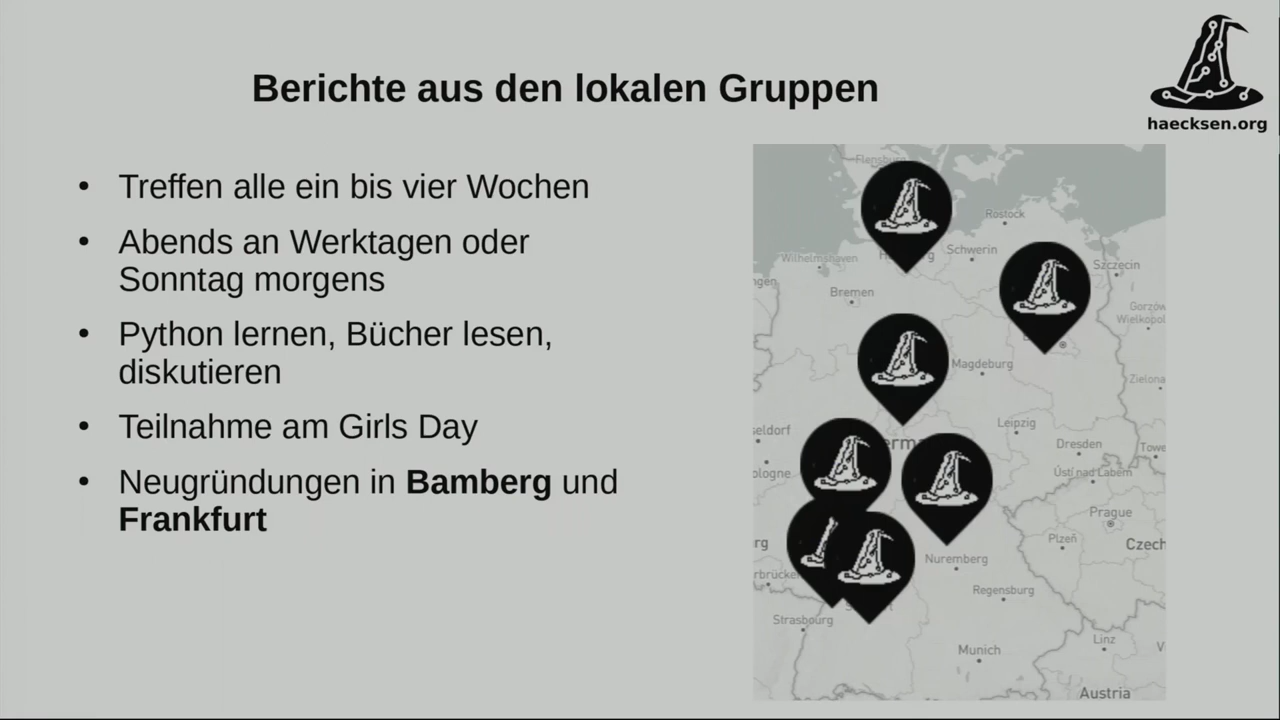 Berichte aus den lokalen Gruppen
haecksen.org
• Treffen alle ein bis vier Wochen
• Abends an Werktagen oder
Sonntag morgens
• Python lernen, Bücher lesen,
diskutieren
• Teilnahme am Girls Day
• Neugründungen in Bamberg und
Frankfurt
Flensburg
Rostock
Schwerin
Wilhelmshaven
Szczecin
Bremen
Gorzów
Wielkopol
Magdeburg
Zielona
Leipzig
seldorf
Dresden
Towe
ologne
Ústí nad Labem
Prague
Plzeň
Czech
rg
Nuremberg
rbrücke
Regensburg
Strasbourg
Linz
V
Munich
Austria